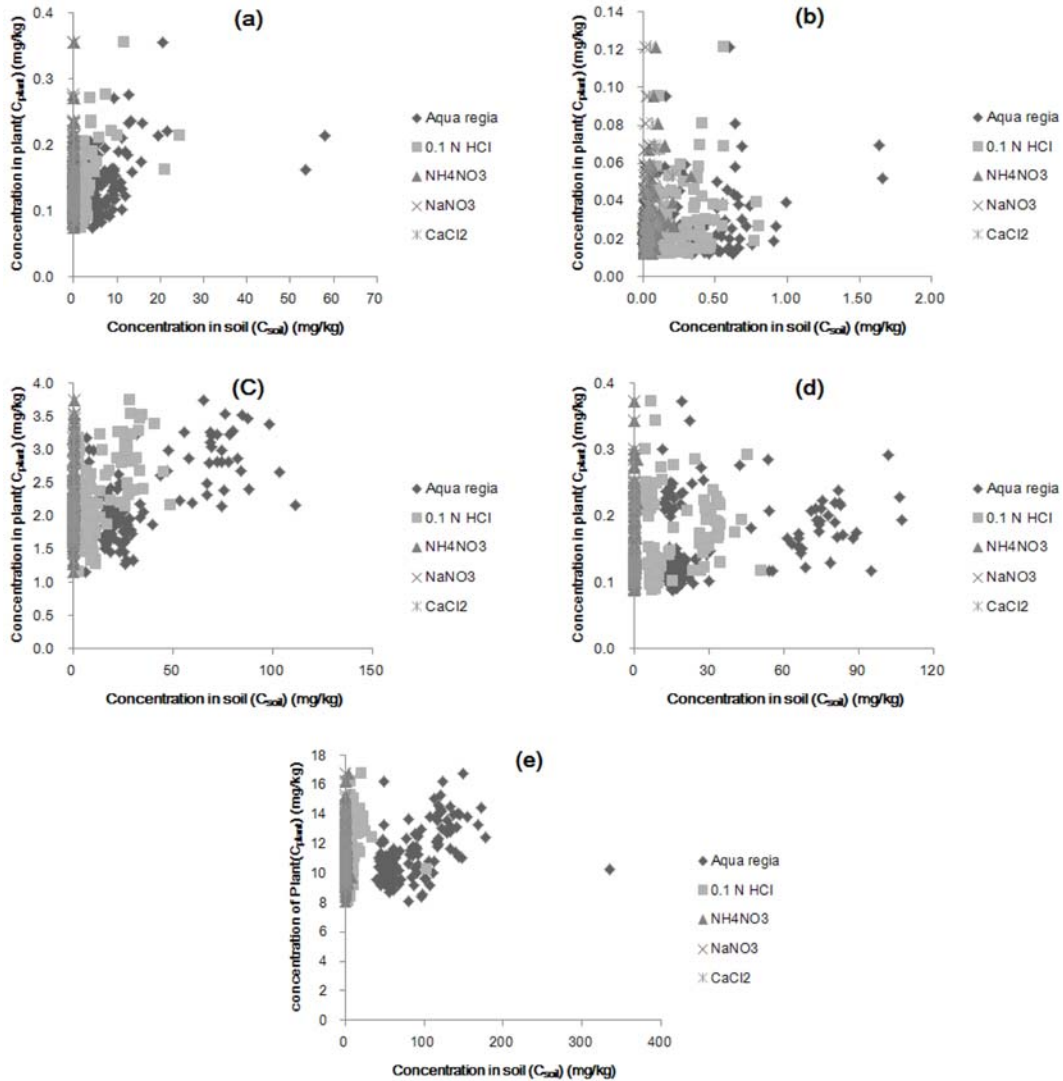 (a)
Concentration in plant( Cplant) (mg/kg)
0.4
0.3
0.2
0.1
0.0
0 10 20 30 40 50 60 70
Concentration in soil (Csoil) (mg/kg)
Aqua regia
0.1 N HCl
NH4NO3
NaNO3
CaCl2
(b)
Concentration in plant( Cplant) (mg/kg)
0.14
0.12
0.10
0.08
0.06
0.04
0.02
0.00
0.00 0.50 1.00 1.50 2.00
Concentration in soil (Csoil) (mg/kg)
Aqua regia
0.1 N HCl
NH4NO3
NaNO3
CaCl2
(C)
Concentration in plant( Cplant) (mg/kg)
4.0
3.5
3.0
2.5
2.0
1.5
1.0
0.0
0 50 100 150
Concentration in soil (Csoil) (mg/kg)
Aqua regia
0.1 N HCl
NH4NO3
NaNO3
CaCl2
(d)
Concentration in plant( Cplant) (mg/kg)
0.4
0.3
0.2
0.1
0.0
0 30 60 90 120
Concentration in soil (Csoil) (mg/kg)
Aqua regia
0.1 N HCl
NH4NO3
NaNO3
CaCl2
(e)
concentration of Plant(Cplant) (mg/kg)
18
16
14
12
10
8
6
4
2
0
0 100 200 300 400
Concentration in soil (Csoil) (mg/kg)
Aqua regia
0.1 N HCl
NH4NO3
NaNO3
CaCl2